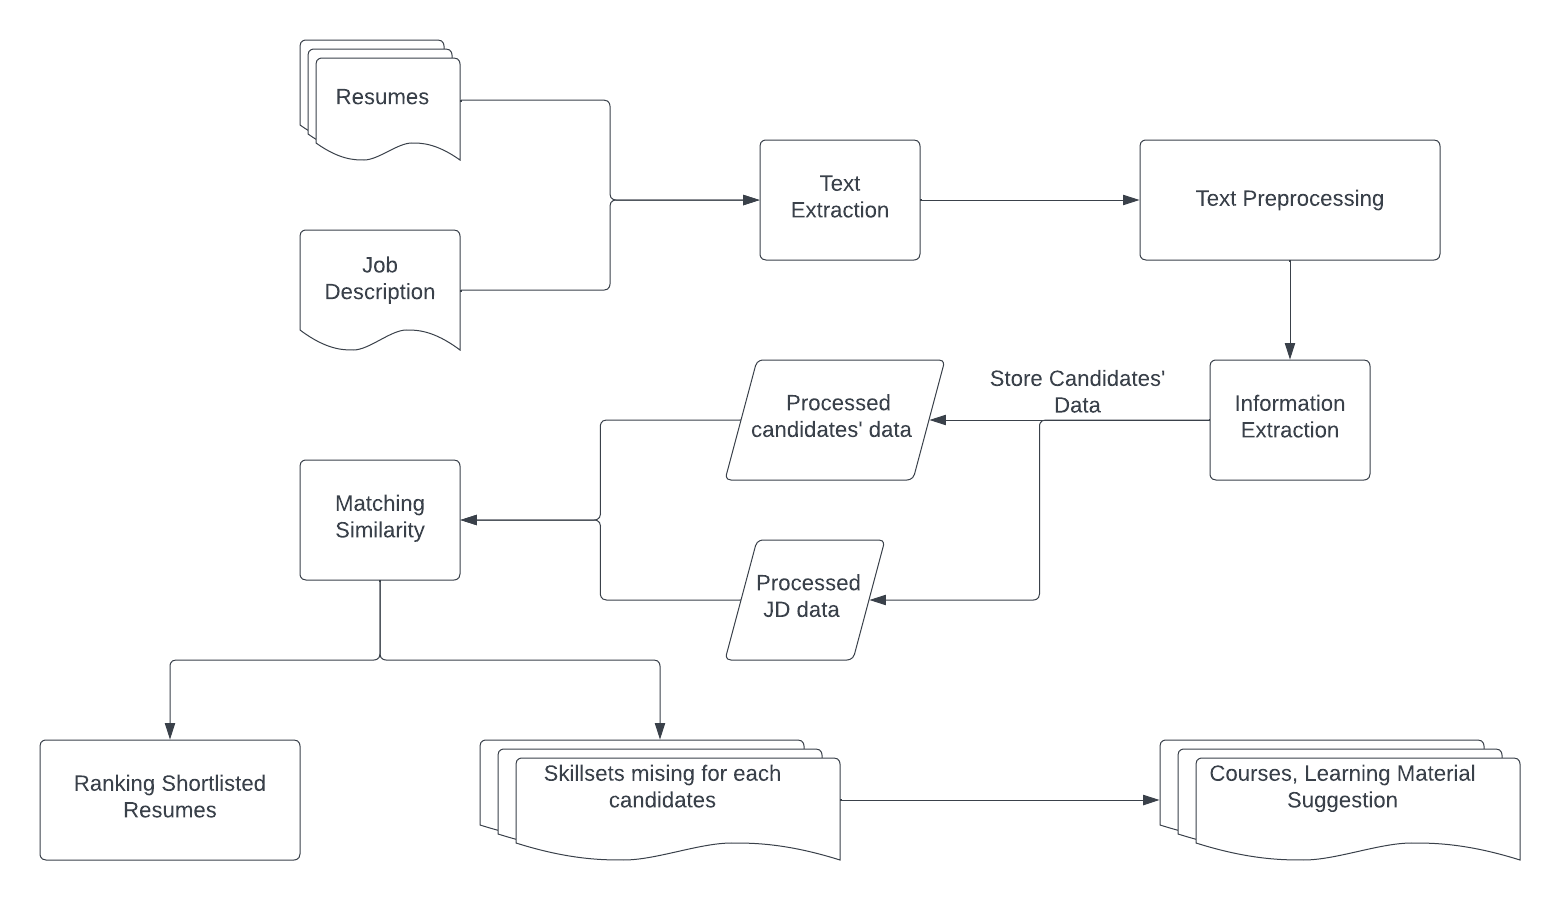 Resumes
Text
Extraction
Text Preprocessing
Job
Description
Store Candidates'
Data
Information
Extraction
Processed
candidates' data
Matching
Similarity
Processed
JD data
Ranking Shortlisted
Resumes
Skillsets mising for each
candidates
Courses, Learning Material
Suggestion